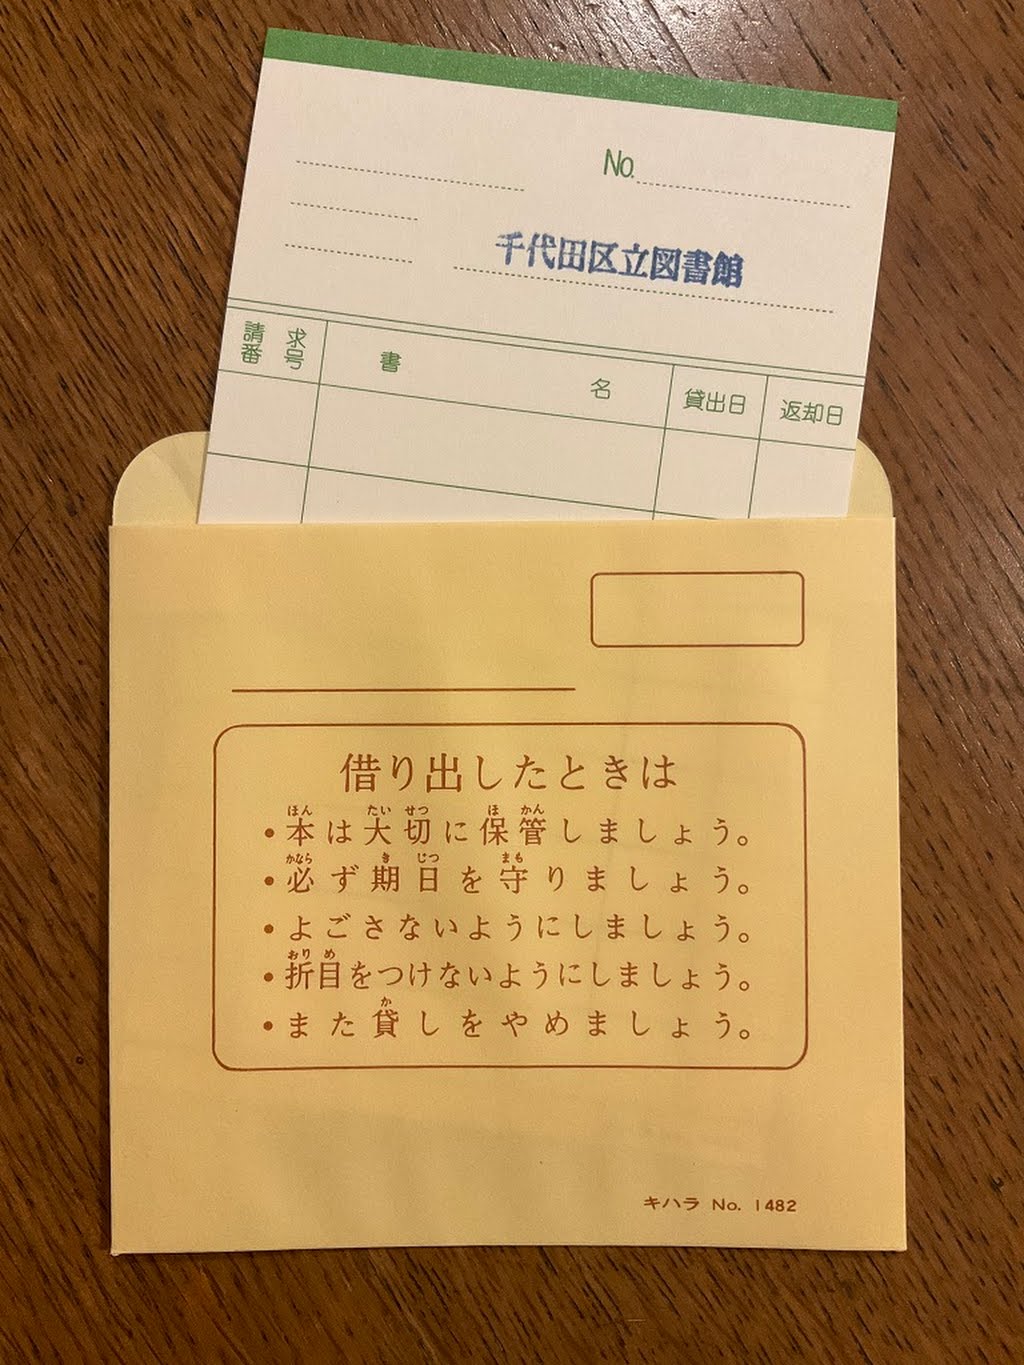 No.
千代田区立図書館
請求番号 書名 貸出日 返却日
借り出したときは
・本は大切に保管しましょう。
・必ず期日を守りましょう。
・よごさないようにしましょう。
・折目をつけないようにしましょう。
・また貸しをやめましょう。
キハラ No. 1482